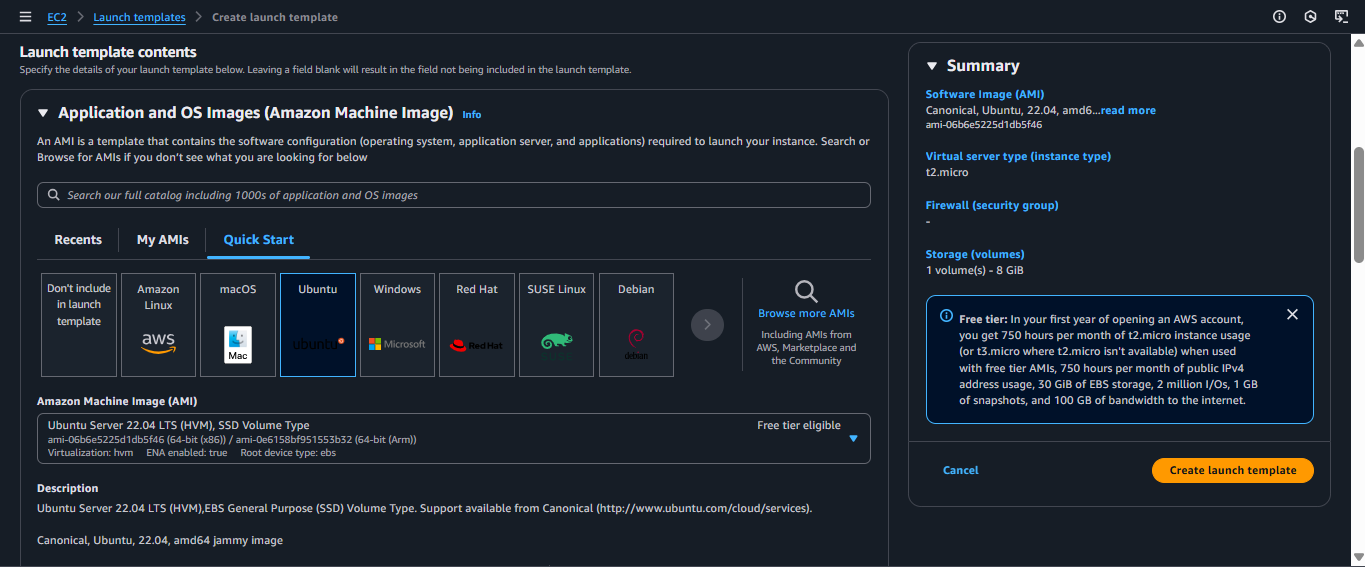 EC2 > Launch templates > Create launch template
Launch template contents
Specify the details of your launch template below. Leaving a field blank will result in the field not being included in the launch template.
Application and OS Images (Amazon Machine Image) Info
An AMI is a template that contains the software configuration (operating system, application server, and applications) required to launch your instance. Search or
Browse for AMIs if you don't see what you are looking for below
Search our full catalog including 1000s of application and OS images
Recents
My AMIs
Quick Start
Don't include
in launch
template
Amazon
Linux
aws
macOS
Mac
Ubuntu
ubuntu
Windows
Microsoft
Red Hat
Red Hat
SUSE Linux
Debian
debian
Browse more AMIs
Including AMIs from
AWS, Marketplace and
the Community
Amazon Machine Image (AMI)
Ubuntu Server 22.04 LTS (HVM), SSD Volume Type
Free tier eligible
ami-06b6e5225d1db5f46 (64-bit (x86)) / ami-0e6158bf951553b32 (64-bit (Arm))
Virtualization: hvm ENA enabled: true Root device type: ebs
Description
Ubuntu Server 22.04 LTS (HVM),EBS General Purpose (SSD) Volume Type. Support available from Canonical (http://www.ubuntu.com/cloud/services).
Canonical, Ubuntu, 22.04, amd64 jammy image
Summary
Software Image (AMI)
Canonical, Ubuntu, 22.04, amd6...read more
ami-06b6e5225d1db5f46
Virtual server type (instance type)
t2.micro
Firewall (security group)
-
Storage (volumes)
1 volume(s) - 8 GiB
Free tier: In your first year of opening an AWS account,
you get 750 hours per month of t2.micro instance usage
(or t3.micro where t2.micro isn't available) when used
with free tier AMIs, 750 hours per month of public IPv4
address usage, 30 GiB of EBS storage, 2 million I/Os, 1 GB
of snapshots, and 100 GB of bandwidth to the internet.
Cancel
Create launch template